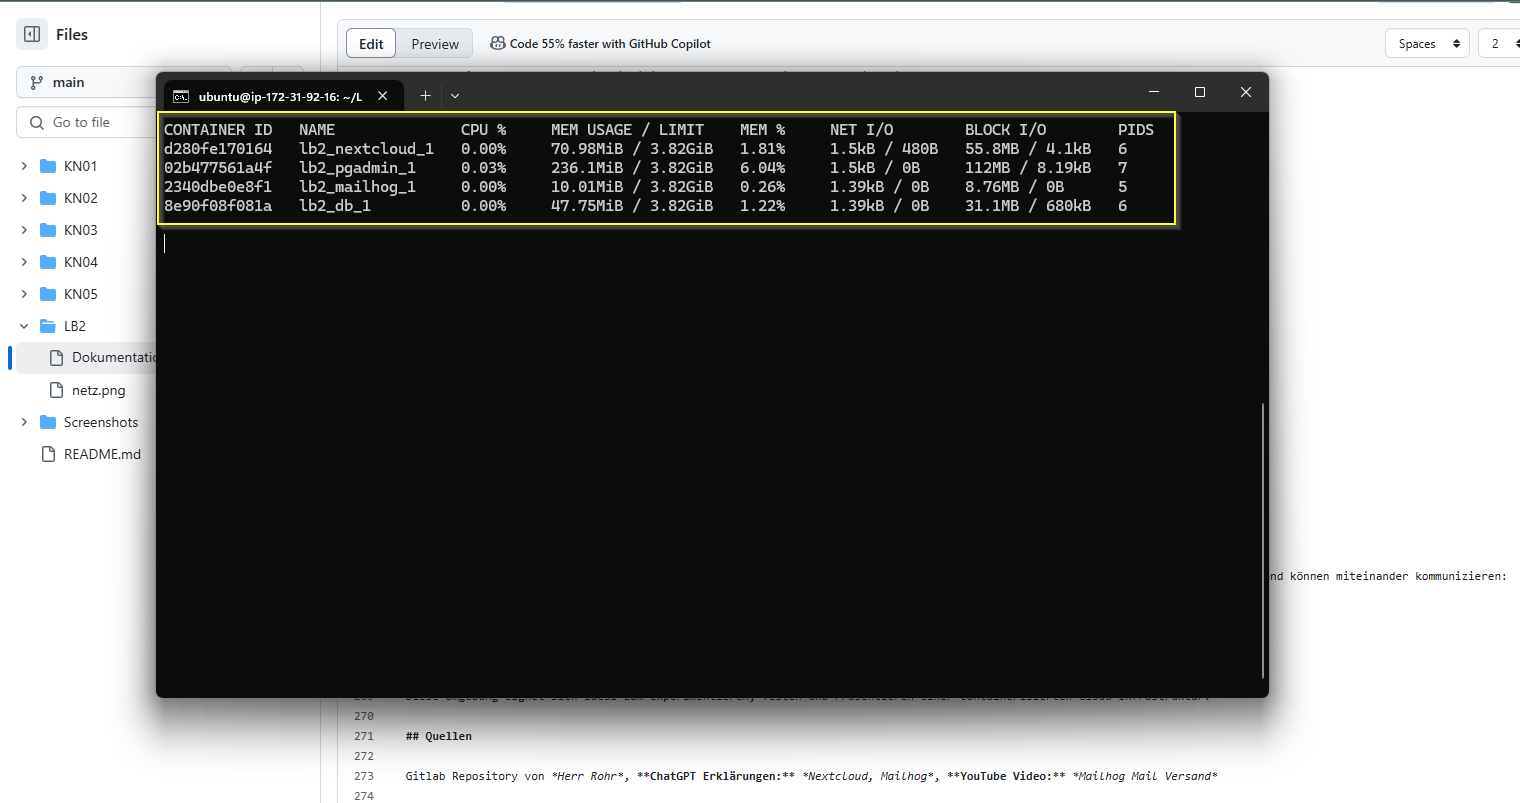 Files
main
Go to file
KN01
KN02
KN03
KN04
KN05
LB2
Dokumentatio
netz.png
Screenshots
README.md
Edit Preview Code 55% faster with GitHub Copilot Spaces 2
ubuntu@ip-172-31-92-16: ~/L
CONTAINER ID NAME CPU % MEM USAGE / LIMIT MEM % NET I/O BLOCK I/O PIDS
d280fe170164 lb2_nextcloud_1 0.00% 70.98MiB / 3.82GiB 1.81% 1.5kB / 480B 55.8MB / 4.1kB 6
02b477561a4f lb2_pgadmin_1 0.03% 236.1MiB / 3.82GiB 6.04% 1.5kB / 0B 112MB / 8.19kB 7
2340dbe0e8f1 lb2_mailhog_1 0.00% 10.01MiB / 3.82GiB 0.26% 1.39kB / 0B 8.76MB / 0B 5
8e90f08f081a lb2_db_1 0.00% 47.75MiB / 3.82GiB 1.22% 1.39kB / 0B 31.1MB / 680kB 6
nd können miteinander kommunizieren:
270
271 ## Quellen
272
273 Gitlab Repository von *Herr Rohr*, **ChatGPT Erklärungen:** *Nextcloud, Mailhog*, **YouTube Video:** *Mailhog Mail Versand*
274